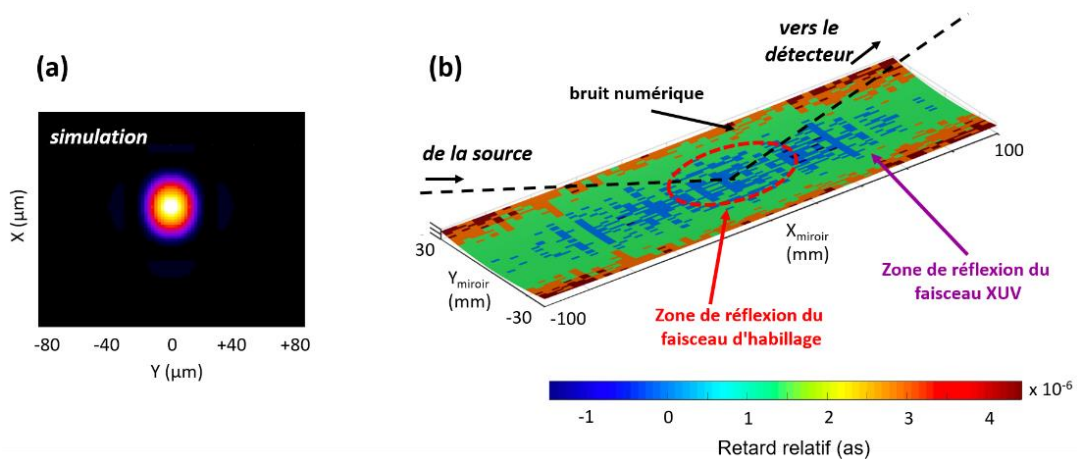 (a)
simulation
X (µm)
-80 -40 0 +40 +80
Y (µm)
(b)
vers le
détecteur
bruit numérique
de la source
100
30
Y miroir
(mm)
-30
-100
X miroir
(mm)
Zone de réflexion du
faisceau XUV
Zone de réflexion du
faisceau d'habillage
x 10-6
-1 0 1 2 3 4
Retard relatif (as)